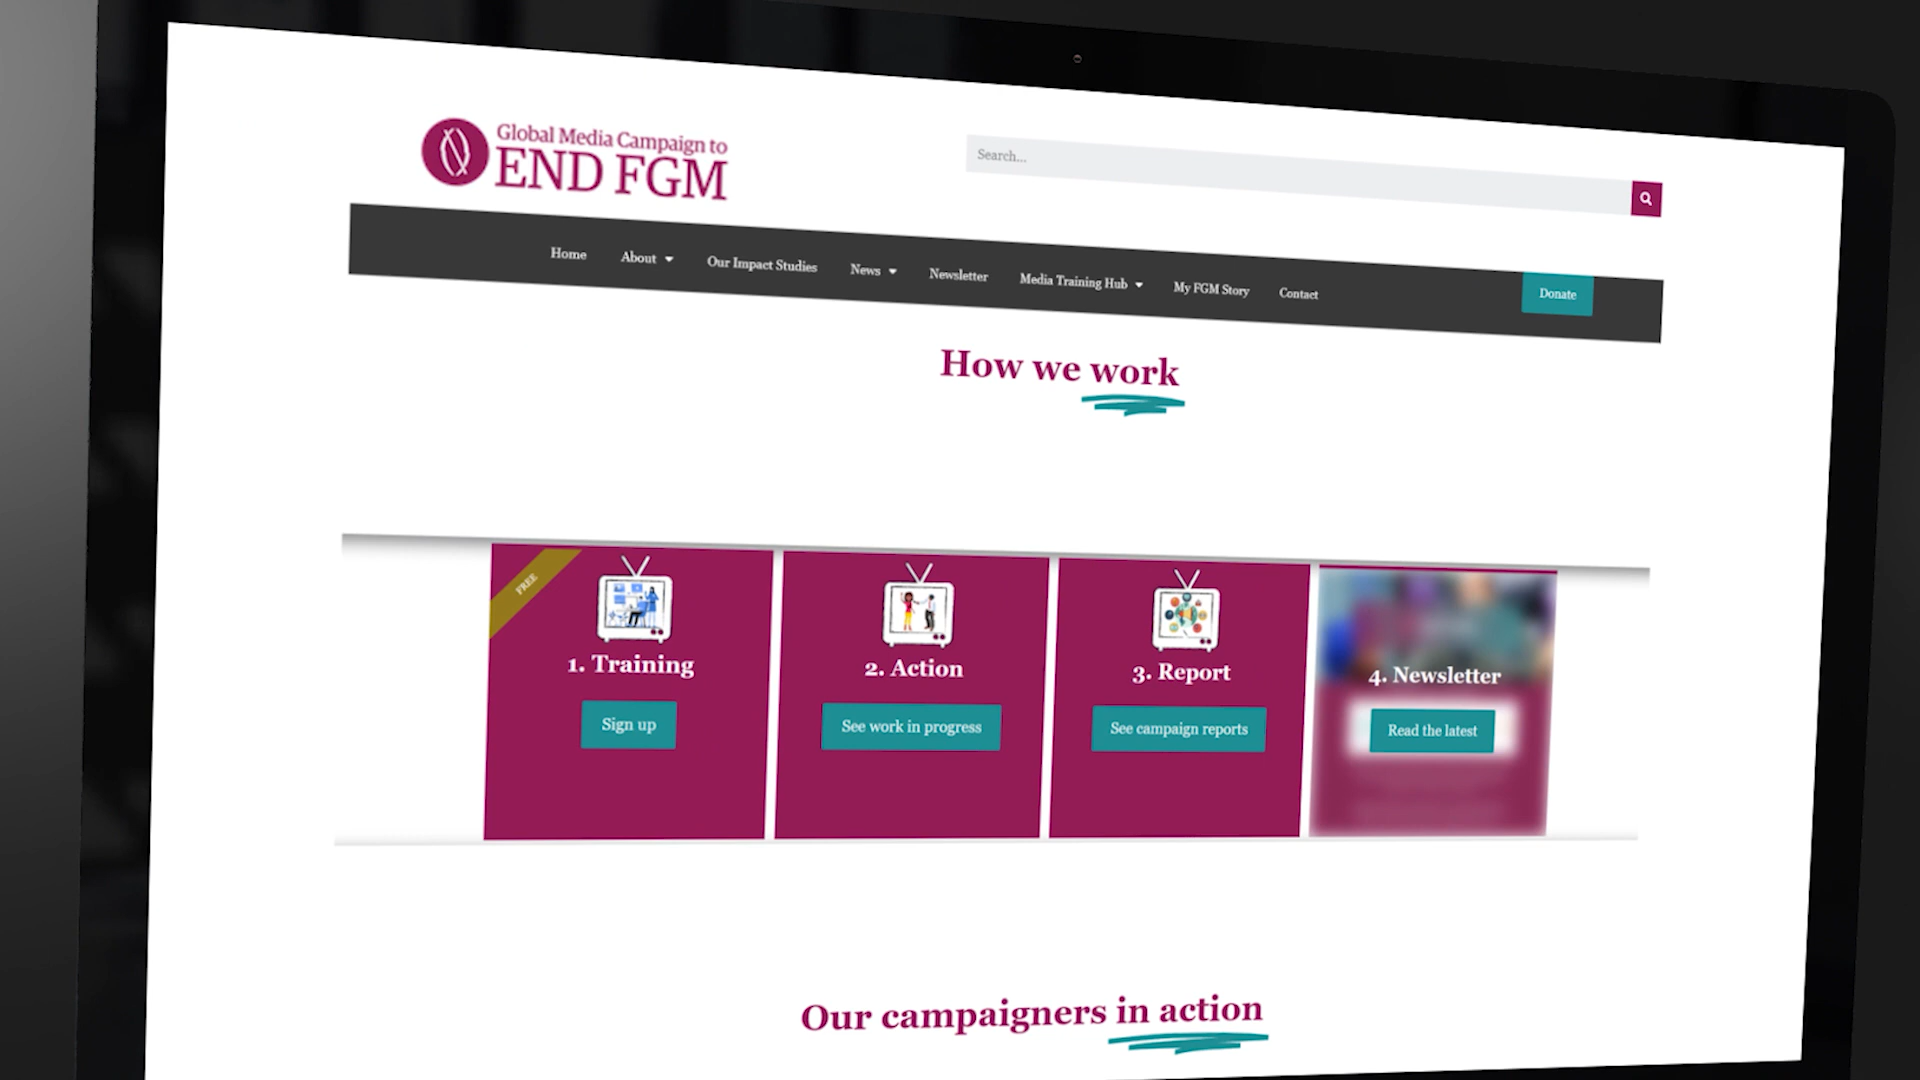 Global Media Campaign to
END FGM
Search...
Home About Our Impact Studies News Newsletter Media Training Hub My FGM Story Contact Donate
How we work
FREE
1. Training
Sign up
2. Action
See work in progress
3. Report
See campaign reports
4. Newsletter
Read the latest
Our campaigners in action